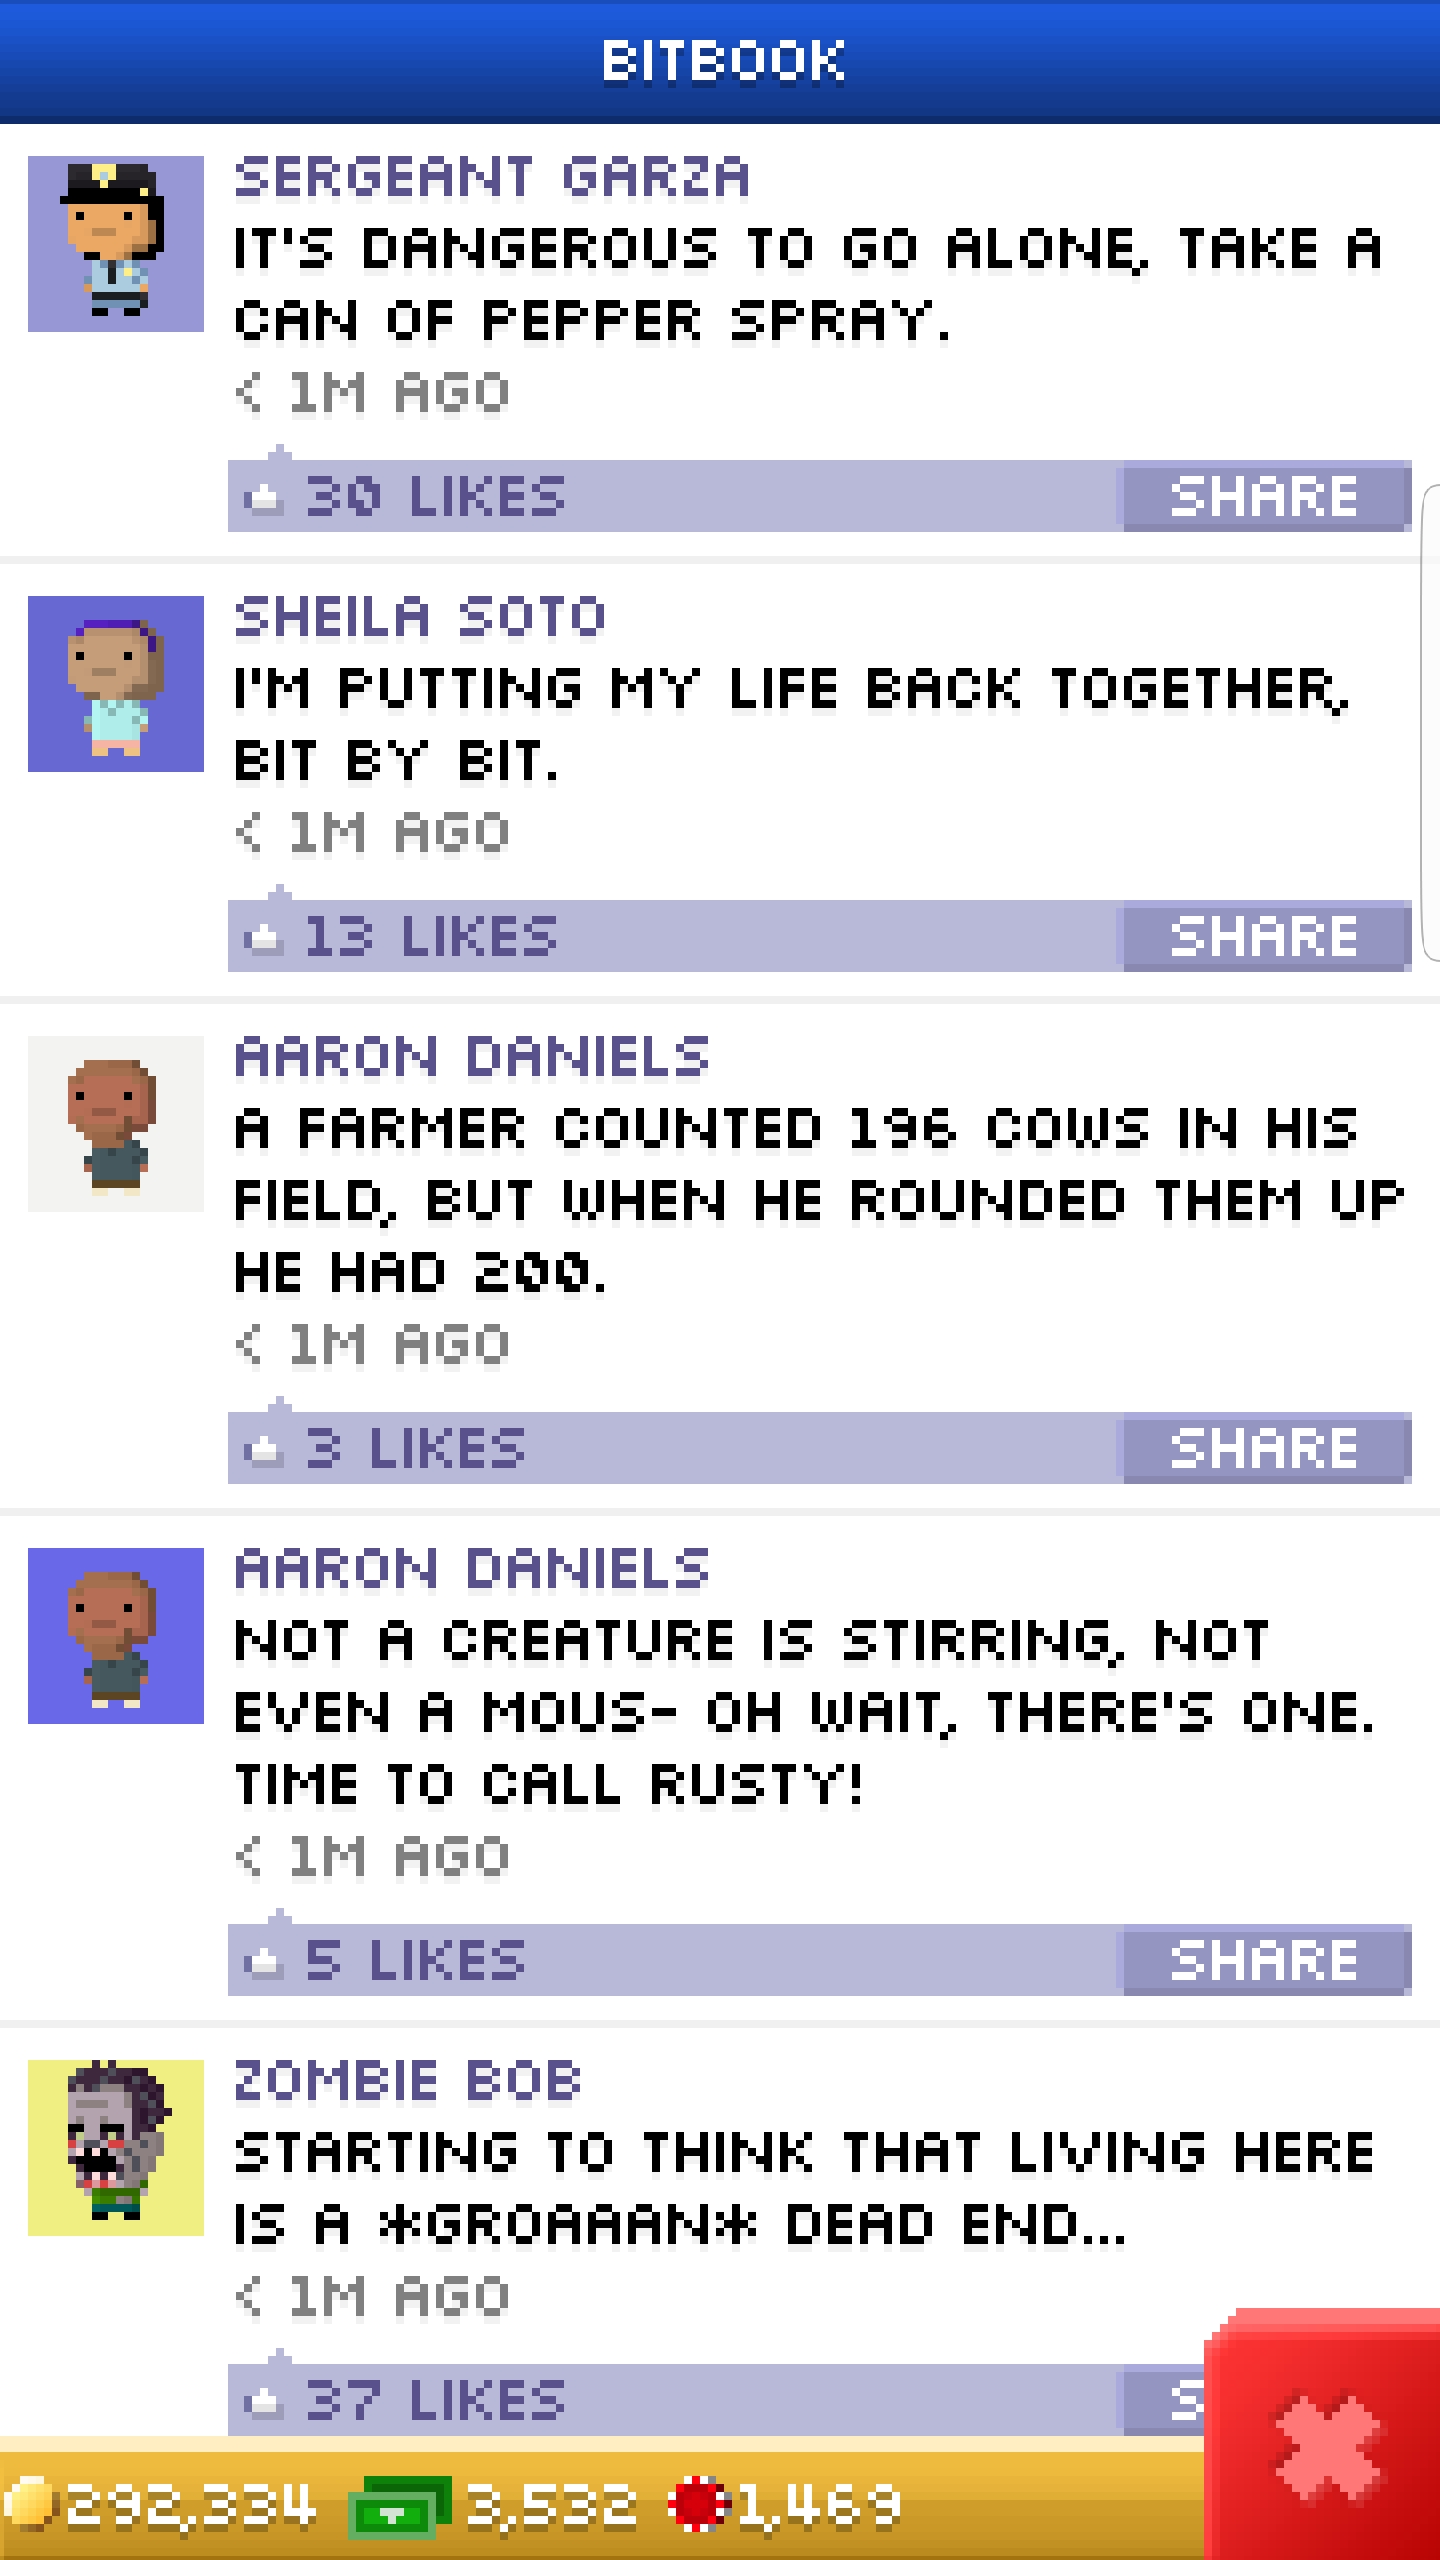 BITBOOK
SERGEANT GARZA
IT'S DANGEROUS TO GO ALONE, TAKE A
CAN OF PEPPER SPRAY.
< 1M AGO
30 LIKES
SHARE
SHEILA SOTO
I'M PUTTING MY LIFE BACK TOGETHER,
BIT BY BIT.
< 1M AGO
13 LIKES
SHARE
AARON DANIELS
A FARMER COUNTED 196 COWS IN HIS
FIELD, BUT WHEN HE ROUNDED THEM UP
HE HAD 200.
< 1M AGO
3 LIKES
SHARE
AARON DANIELS
NOT A CREATURE IS STIRRING, NOT
EVEN A MOUS- OH WAIT, THERE'S ONE.
TIME TO CALL RUSTY!
< 1M AGO
5 LIKES
SHARE
ZOMBIE BOB
STARTING TO THINK THAT LIVING HERE
IS A *GROAAAN* DEAD END...
< 1M AGO
37 LIKES
292,334 3,532 1,469